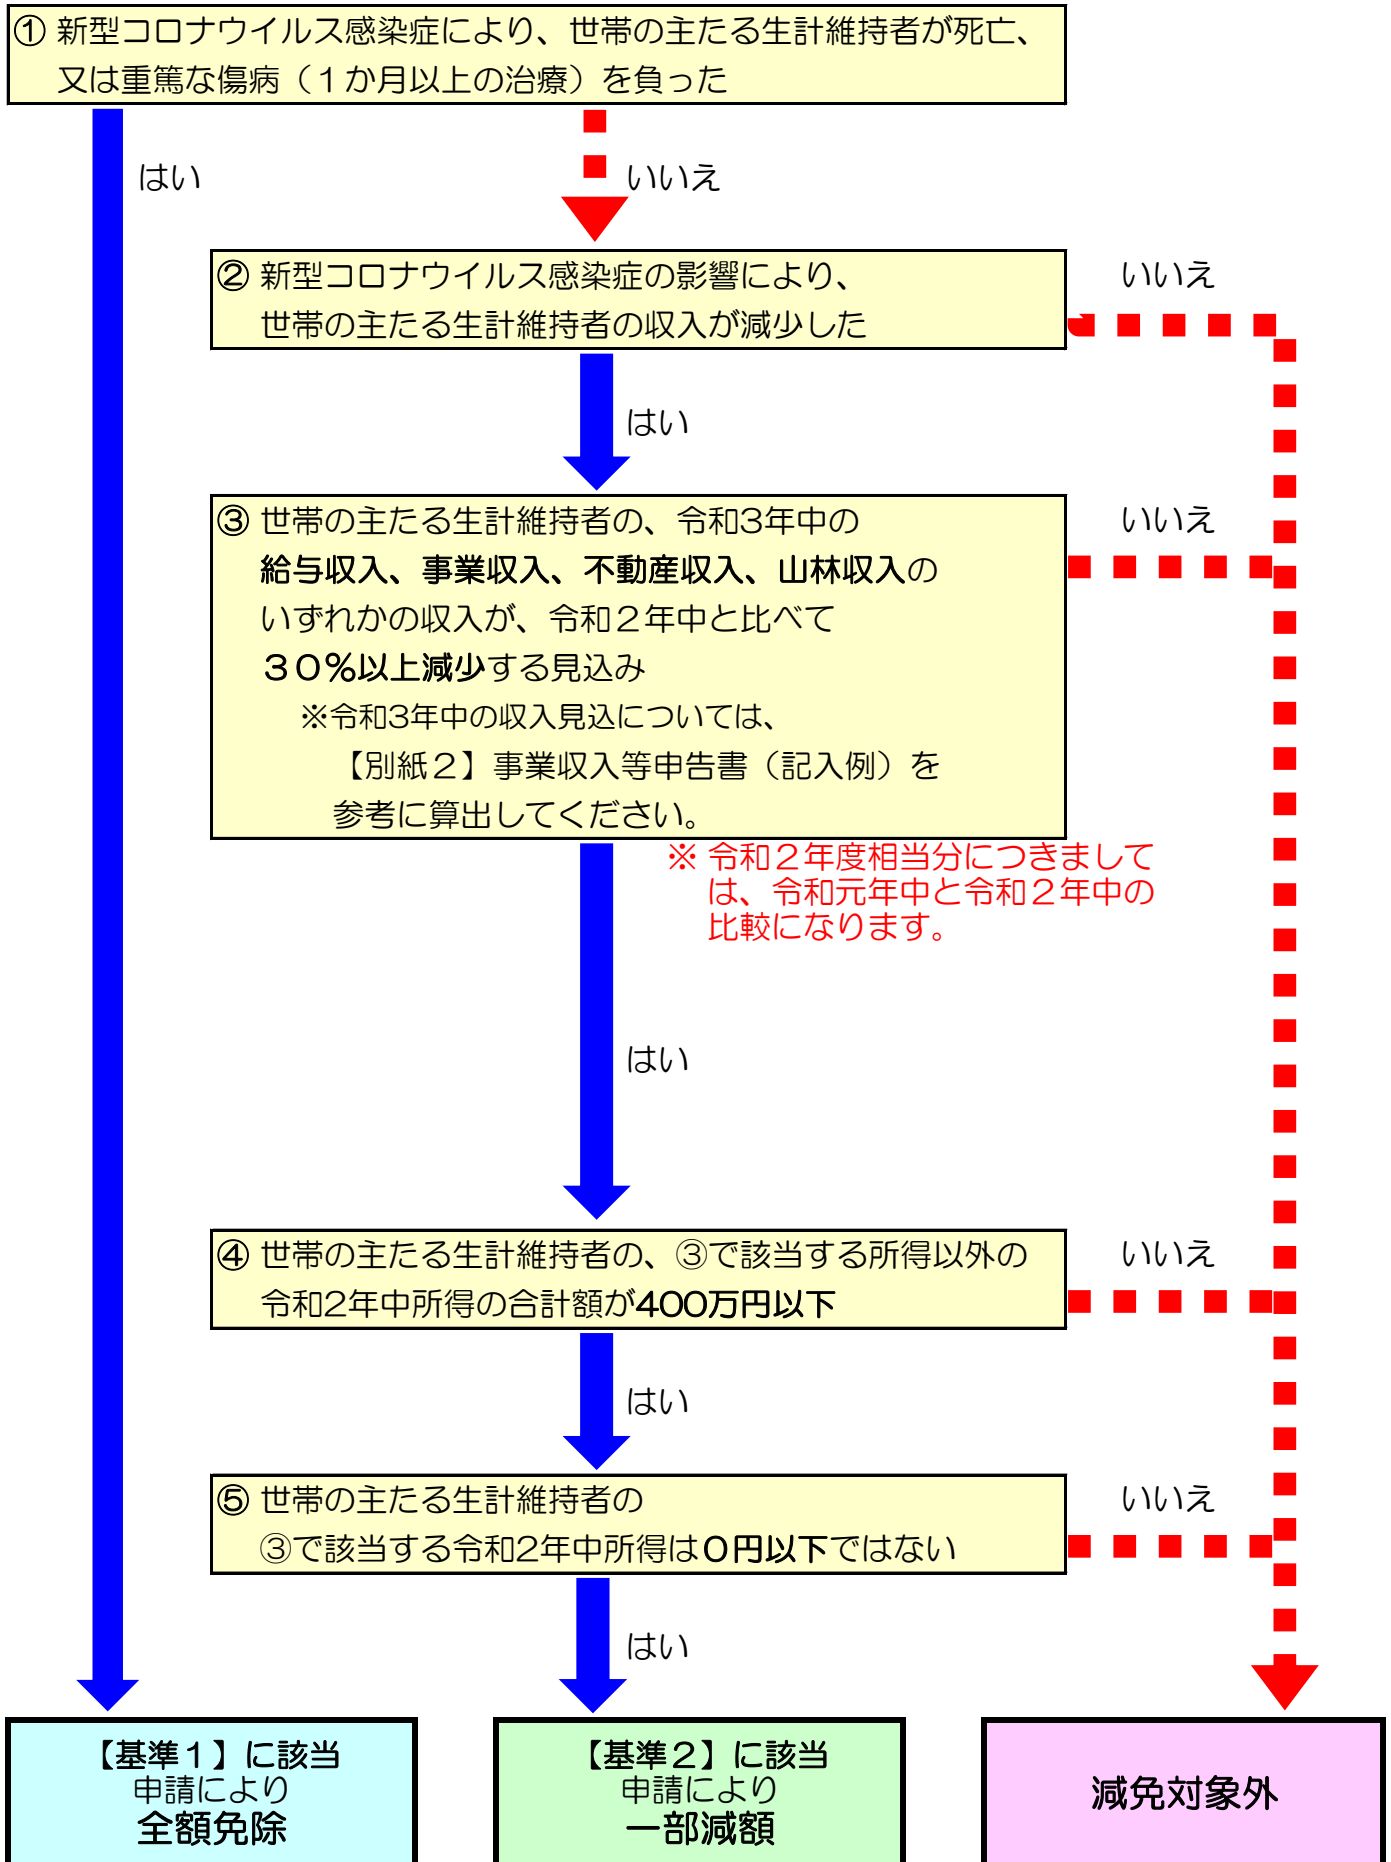 ① 新型コロナウイルス感染症により、世帯の主たる生計維持者が死亡、
又は重篤な傷病（１か月以上の治療）を負った
はい
いいえ
② 新型コロナウイルス感染症の影響により、
世帯の主たる生計維持者の収入が減少した
いいえ
はい
③ 世帯の主たる生計維持者の、令和3年中の
給与収入、事業収入、不動産収入、山林収入の
いずれかの収入が、令和２年中と比べて
３０％以上減少する見込み
※令和3年中の収入見込については、
【別紙２】事業収入等申告書（記入例）を
参考に算出してください。
いいえ
※ 令和２年度相当分につきまして
は、令和元年中と令和２年中の
比較になります。
はい
④ 世帯の主たる生計維持者の、③で該当する所得以外の
令和2年中所得の合計額が400万円以下
いいえ
はい
⑤ 世帯の主たる生計維持者の
③で該当する令和2年中所得は０円以下ではない
いいえ
はい
【基準１】に該当
申請により
全額免除
【基準２】に該当
申請により
一部減額
減免対象外